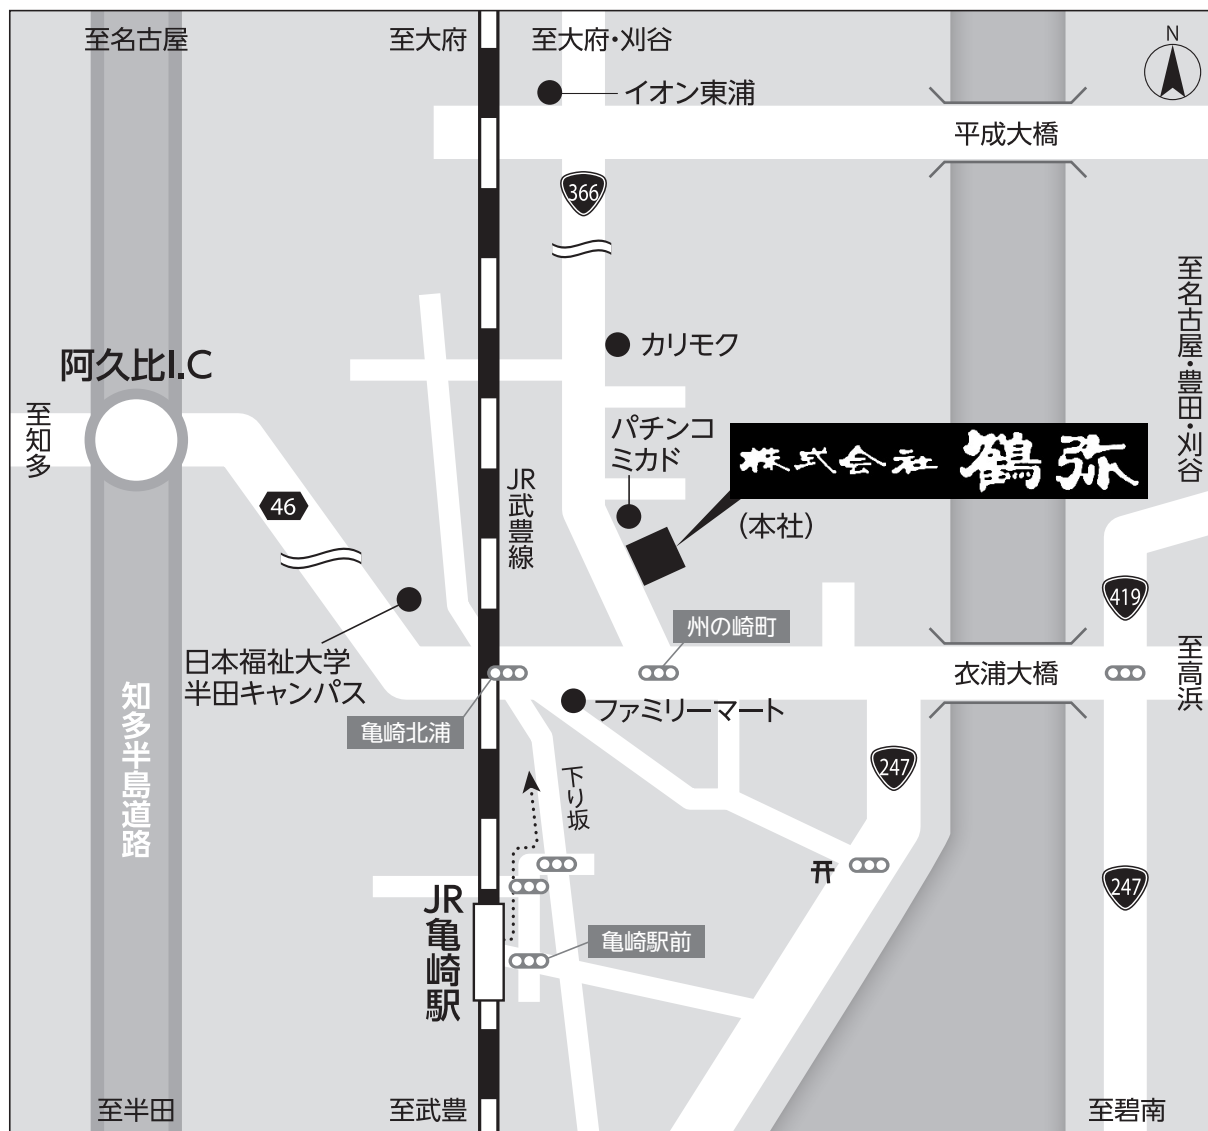 至名古屋
至大府
至大府・刈谷
N
イオン東浦
平成大橋
366
至名古屋・豊田・刈谷
カリモク
阿久比I.C
至知多
パチンコ
ミカド
株式会社 鶴弥
(本社)
JR武豊線
46
419
州の崎町
日本福祉大学
半田キャンパス
衣浦大橋
至高浜
ファミリーマート
亀崎北浦
知多半島道路
下り坂
247
247
JR亀崎駅
亀崎駅前
至半田
至武豊
至碧南